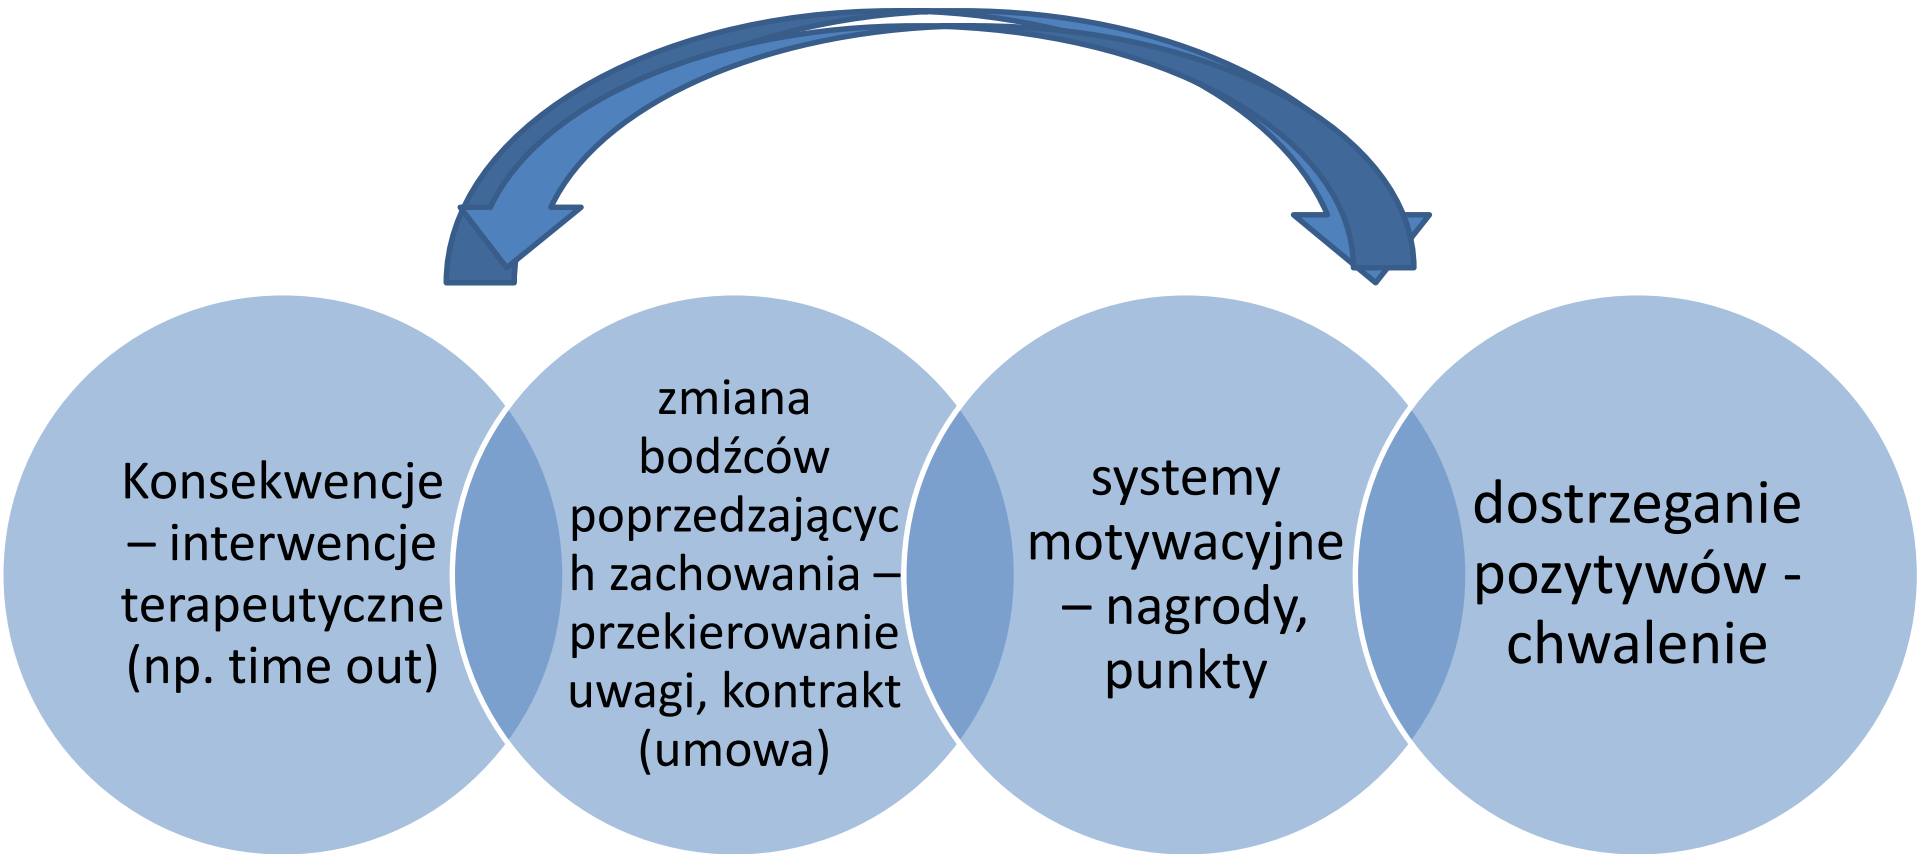 Konsekwencje
– interwencje
terapeutyczne
(np. time out)
zmiana
bodźców
poprzedzającyc
h zachowania –
przekierowanie
uwagi, kontrakt
(umowa)
systemy
motywacyjne
– nagrody,
punkty
dostrzeganie
pozytywów -
chwalenie